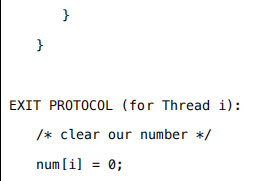 }
}
EXIT PROTOCOL (for Thread i):
/* clear our number */
num[i] = 0;